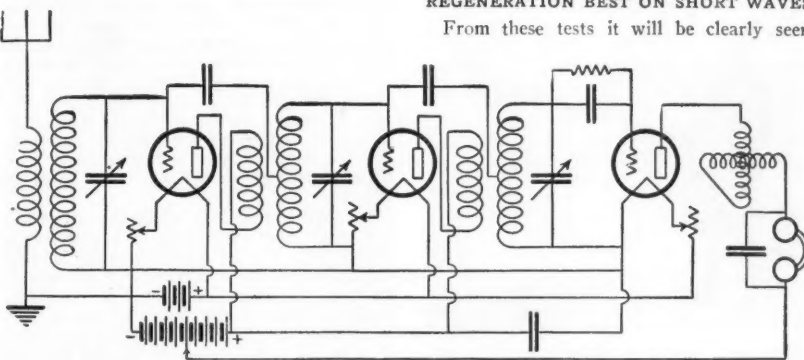 REGENERATION BEST ON SHORT WAVES
From these tests it will be clearly seen
- +
- +